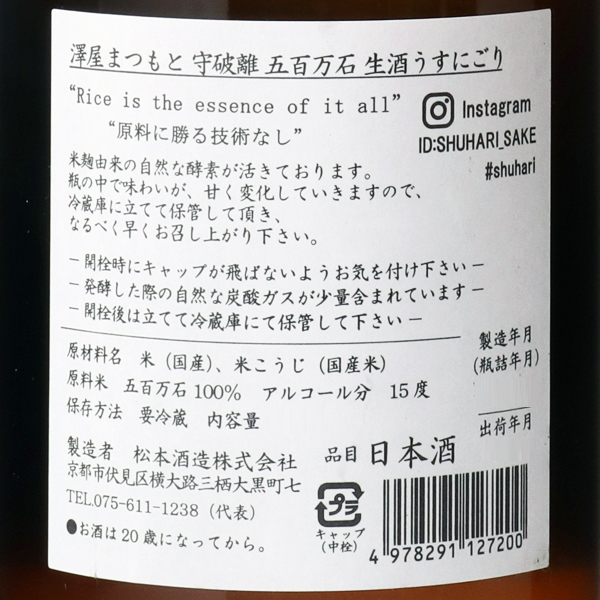 澤屋まつもと 守破離 五百万石 生酒うすにごり
“Rice is the essence of it all”
“原料に勝る技術なし”
Instagram
ID:SHUHARI_SAKE
#shuhari
米麹由来の自然な酵素が活きております。
瓶の中で味わいが、甘く変化していきますので、
冷蔵庫に立てて保管して頂き、
なるべく早くお召し上がり下さい。
－開栓時にキャップが飛ばないようお気を付け下さい－
－発酵した際の自然な炭酸ガスが少量含まれています－
－開栓後は立てて冷蔵庫にて保管して下さい－
原材料名 米（国産）、米こうじ（国産米）
原料米 五百万石100% アルコール分 15度
保存方法 要冷蔵 内容量
製造年月
（瓶詰年月）
出荷年月
製造者 松本酒造株式会社
京都市伏見区横大路三栖大黒町七
TEL.075-611-1238（代表）
●お酒は20歳になってから。
品目 日本酒
プラ
キャップ
（中栓）
4 978291 127200